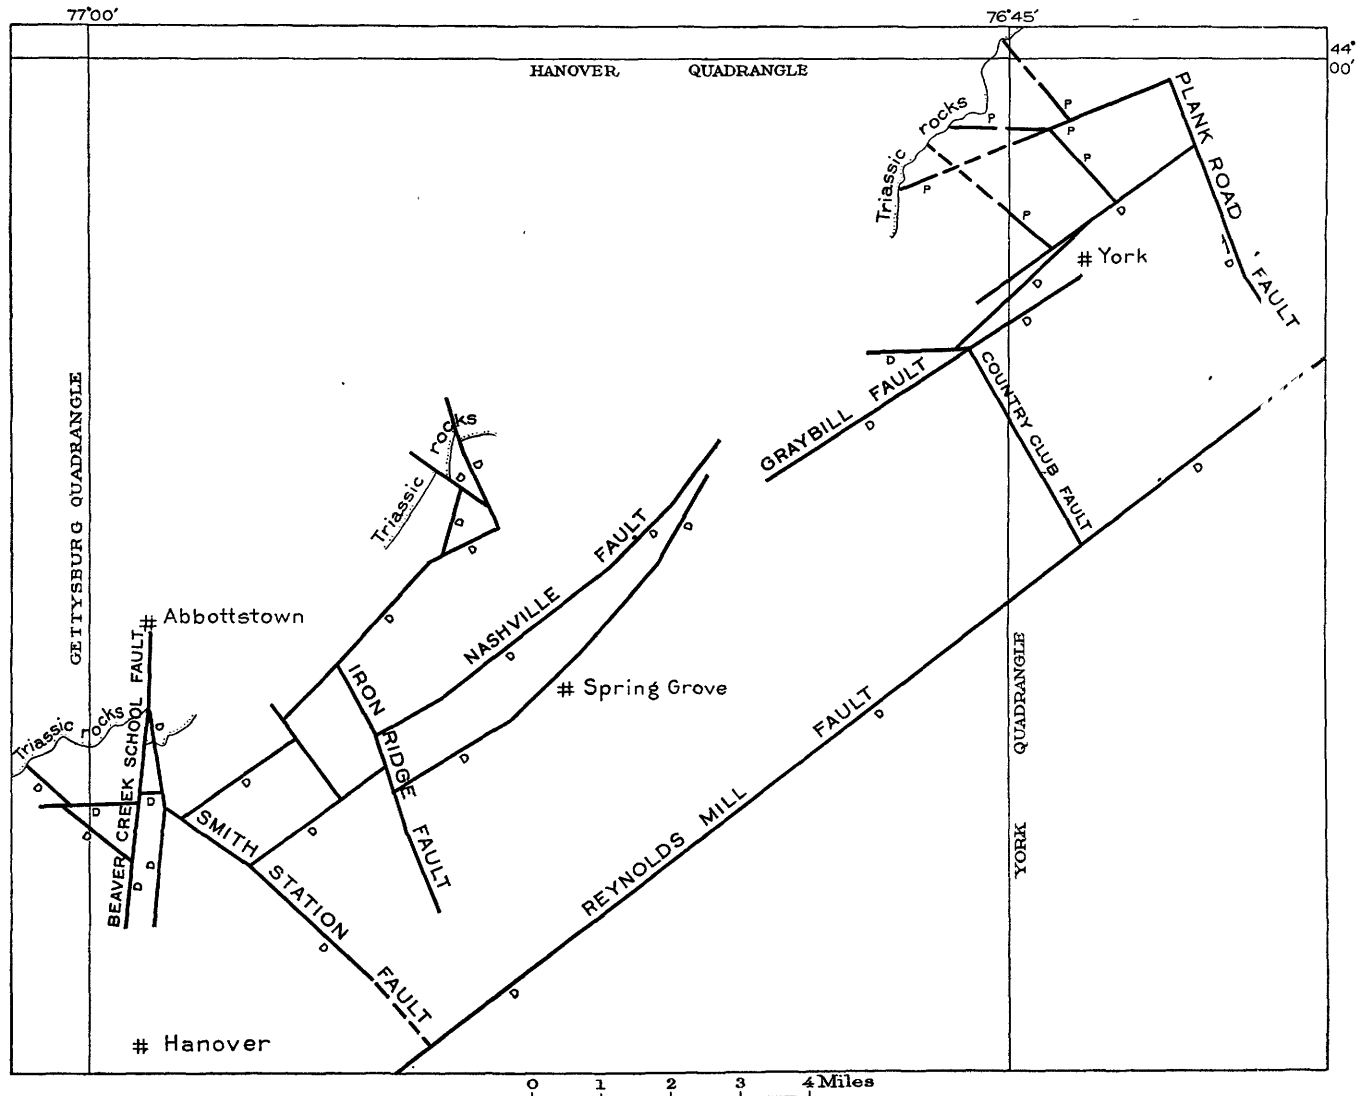 77°00'
76°45'
44°
00'
HANOVER QUADRANGLE
PLANK ROAD FAULT
Triassic rocks
P
P
P
P
P
P
D
# York
D
D
D
D
COUNTRY CLUB FAULT
GRAYBILL FAULT
D
D
GETTYSBURG QUADRANGLE
Triassic rocks
D
D
D
D
NASHVILLE FAULT
D
D
D
D
# Abbottstown
# Spring Grove
IRON RIDGE FAULT
D
YORK QUADRANGLE
Triassic rocks
BEAVER CREEK SCHOOL FAULT
D
D
D
D
D
D
D
D
D
SMITH STATION FAULT
D
D
REYNOLDS MILL FAULT
D
D
# Hanover
0 1 2 3 4 Miles